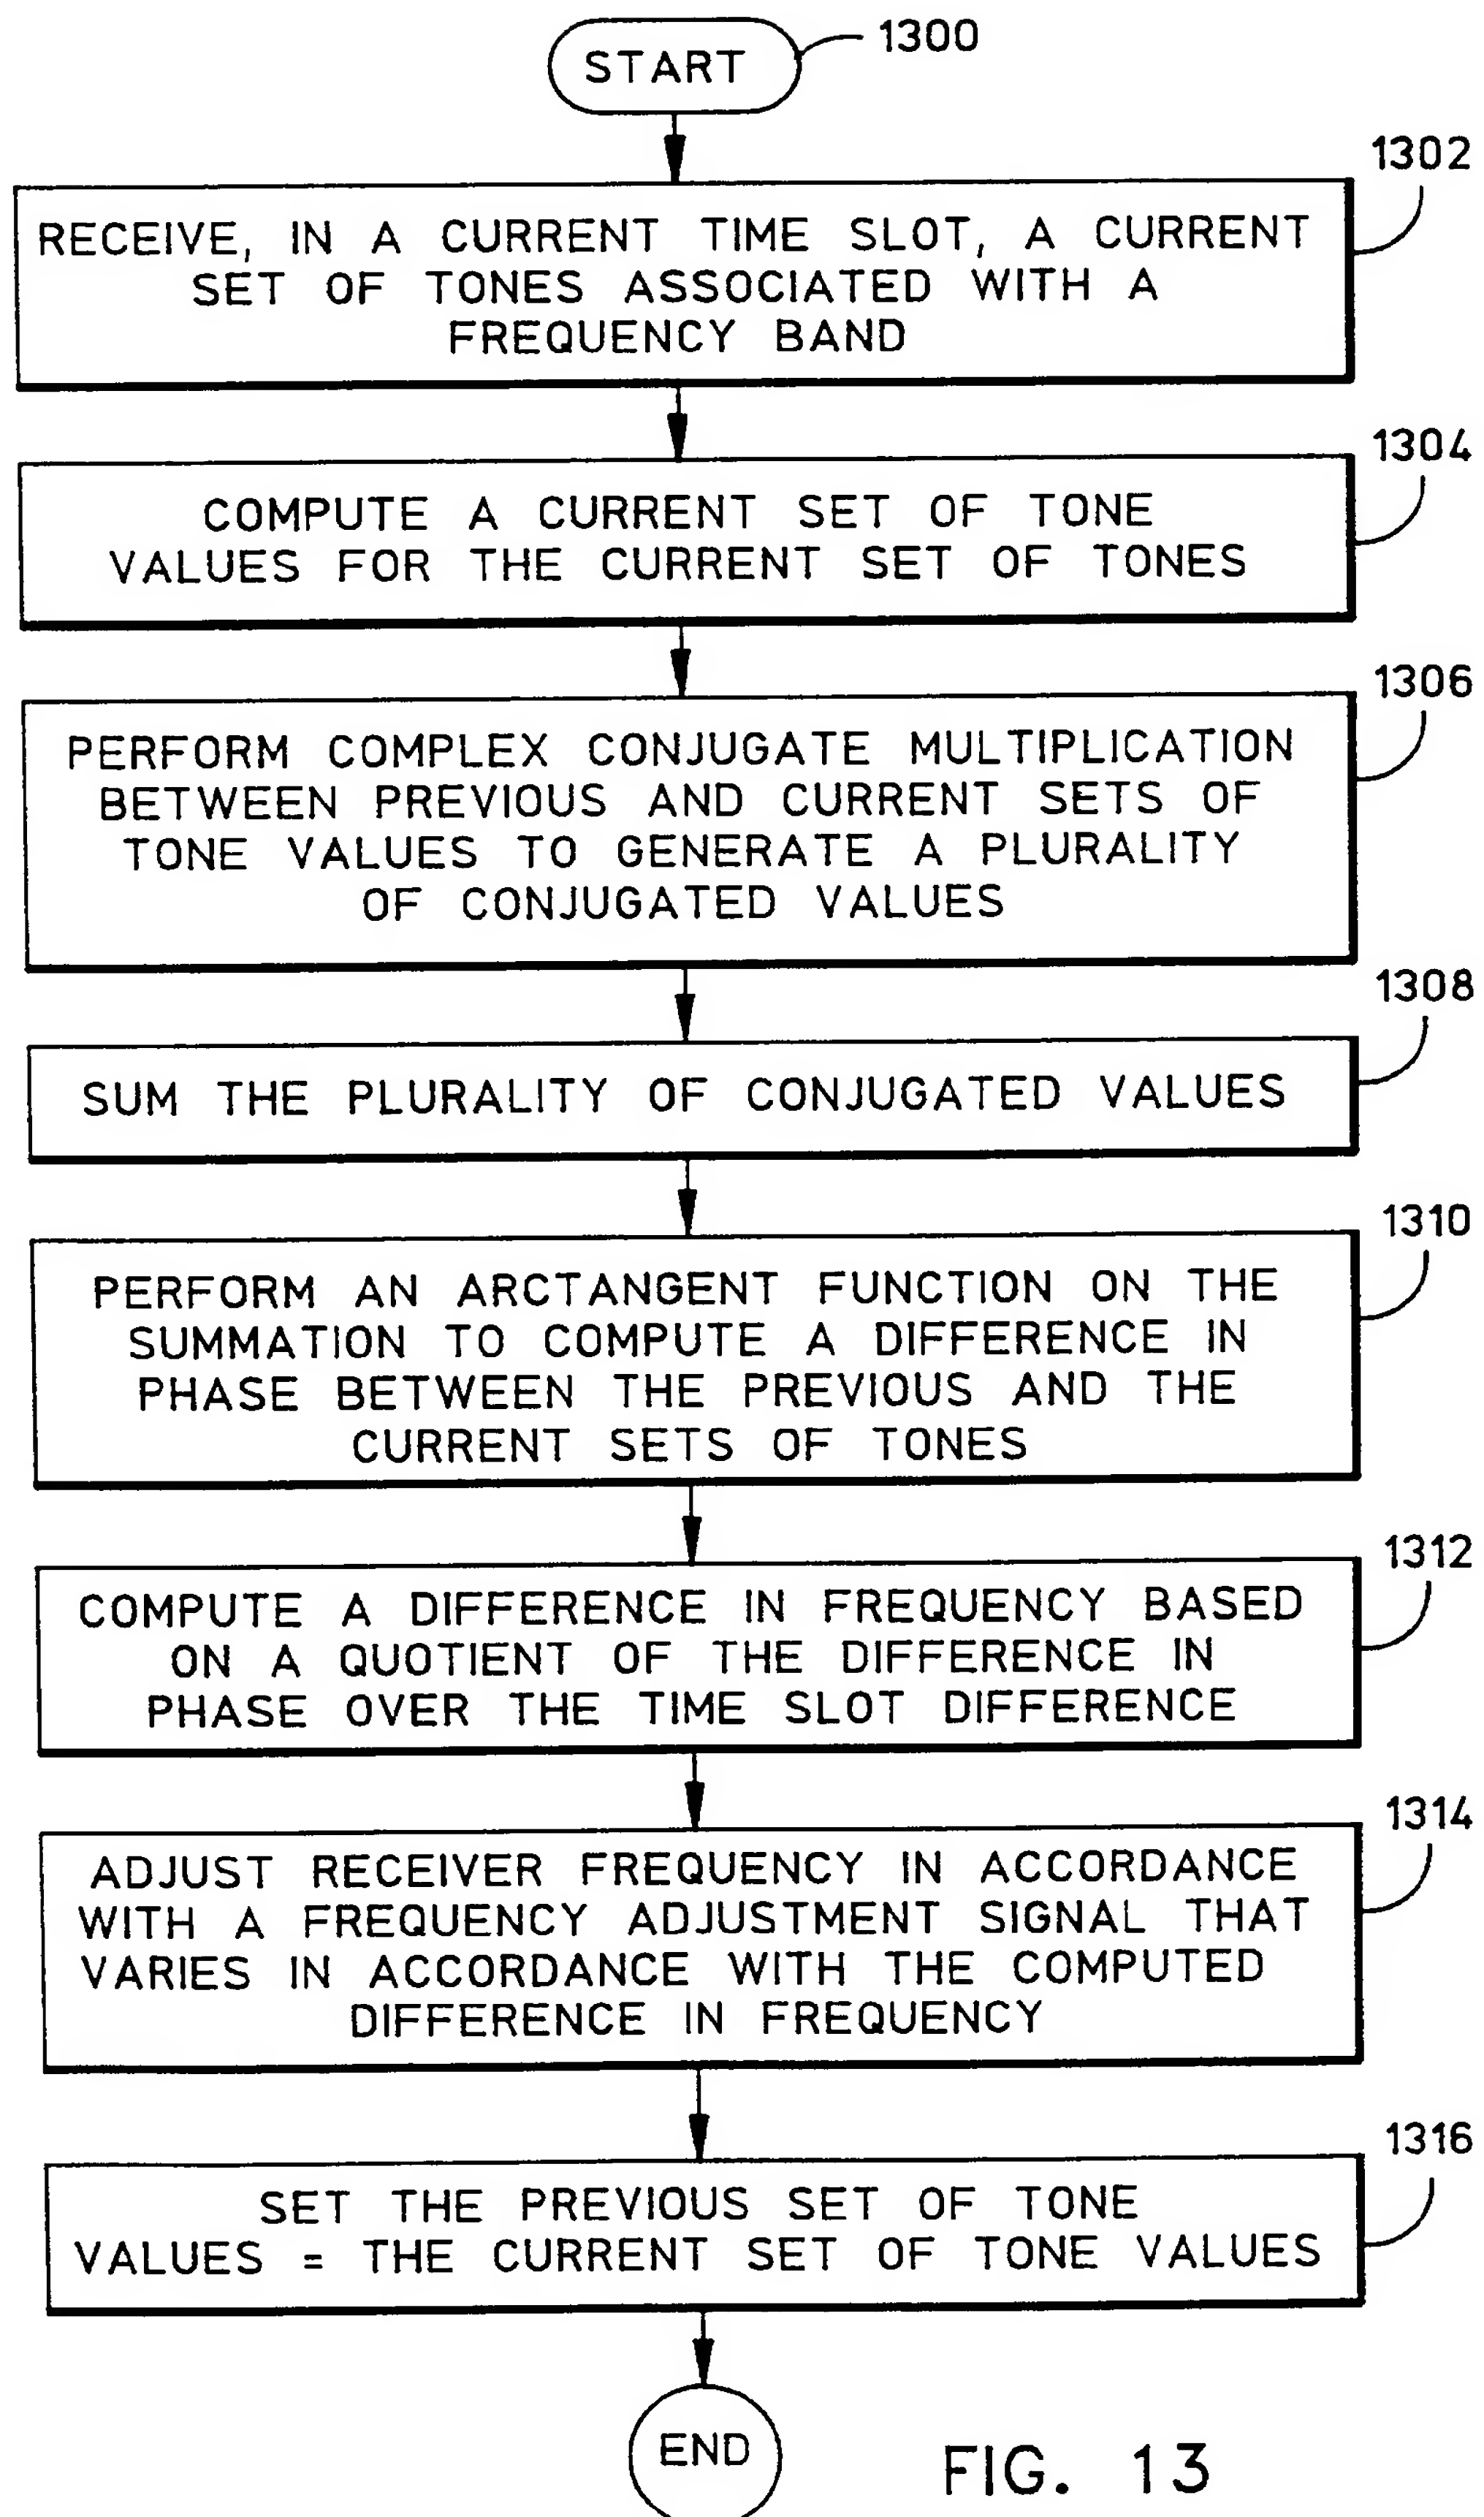 START
1300
1302
RECEIVE, IN A CURRENT TIME SLOT, A CURRENT
SET OF TONES ASSOCIATED WITH A
FREQUENCY BAND
1304
COMPUTE A CURRENT SET OF TONE
VALUES FOR THE CURRENT SET OF TONES
1306
PERFORM COMPLEX CONJUGATE MULTIPLICATION
BETWEEN PREVIOUS AND CURRENT SETS OF
TONE VALUES TO GENERATE A PLURALITY
OF CONJUGATED VALUES
1308
SUM THE PLURALITY OF CONJUGATED VALUES
1310
PERFORM AN ARCTANGENT FUNCTION ON THE
SUMMATION TO COMPUTE A DIFFERENCE IN
PHASE BETWEEN THE PREVIOUS AND THE
CURRENT SETS OF TONES
1312
COMPUTE A DIFFERENCE IN FREQUENCY BASED
ON A QUOTIENT OF THE DIFFERENCE IN
PHASE OVER THE TIME SLOT DIFFERENCE
1314
ADJUST RECEIVER FREQUENCY IN ACCORDANCE
WITH A FREQUENCY ADJUSTMENT SIGNAL THAT
VARIES IN ACCORDANCE WITH THE COMPUTED
DIFFERENCE IN FREQUENCY
1316
SET THE PREVIOUS SET OF TONE
VALUES = THE CURRENT SET OF TONE VALUES
END
FIG. 13